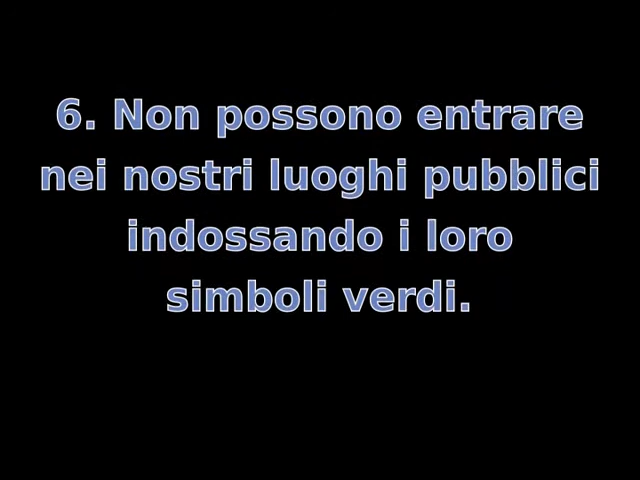 6. Non possono entrare
nei nostri luoghi pubblici
indossando i loro
simboli verdi.